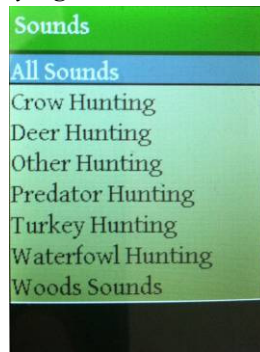 Sounds
All Sounds
Crow Hunting
Deer Hunting
Other Hunting
Predator Hunting
Turkey Hunting
Waterfowl Hunting
Woods Sounds